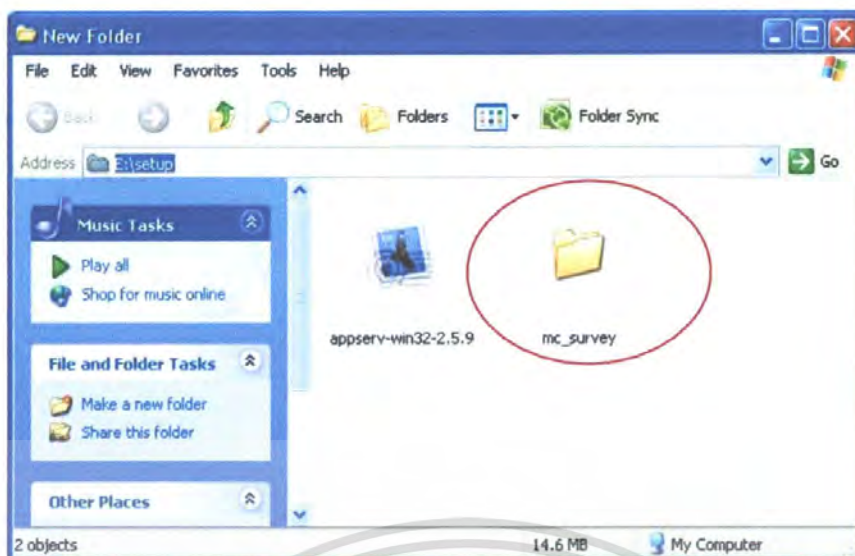 New Folder
File Edit View Favorites Tools Help
Back Search Folders Folder Sync
Address E:\setup Go
Music Tasks
Play all
Shop for music online
File and Folder Tasks
Make a new folder
Share this folder
Other Places
appserv-win32-2.5.9 mc_survey
2 objects 14.6 MB My Computer